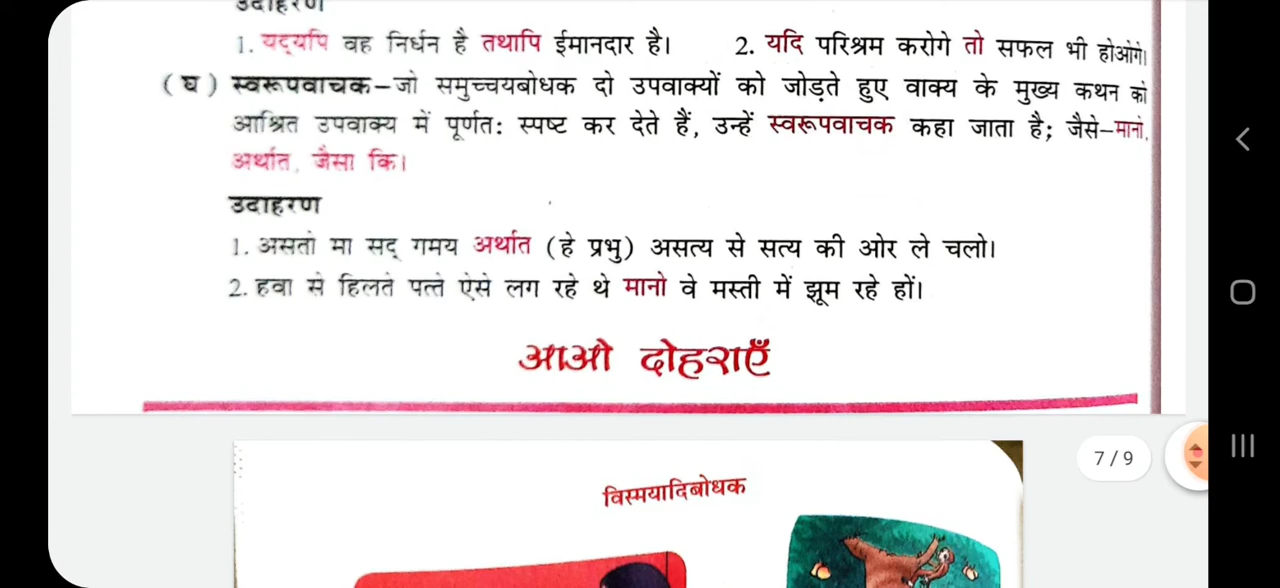 उदाहरण
1. यद्यपि वह निर्धन है तथापि ईमानदार है। 2. यदि परिश्रम करोगे तो सफल भी होओगे।
(घ) स्वरूपवाचक–जो समुच्चयबोधक दो उपवाक्यों को जोड़ते हुए वाक्य के मुख्य कथन को
आश्रित उपवाक्य में पूर्णत: स्पष्ट कर देते हैं, उन्हें स्वरूपवाचक कहा जाता है; जैसे–मानो,
अर्थात, जैसा कि।
उदाहरण
1. असतो मा सद् गमय अर्थात (हे प्रभु) असत्य से सत्य की ओर ले चलो।
2. हवा से हिलते पत्ते ऐसे लग रहे थे मानो वे मस्ती में झूम रहे हों।
आओ दोहराएँ
7/9
विस्मयादिबोधक